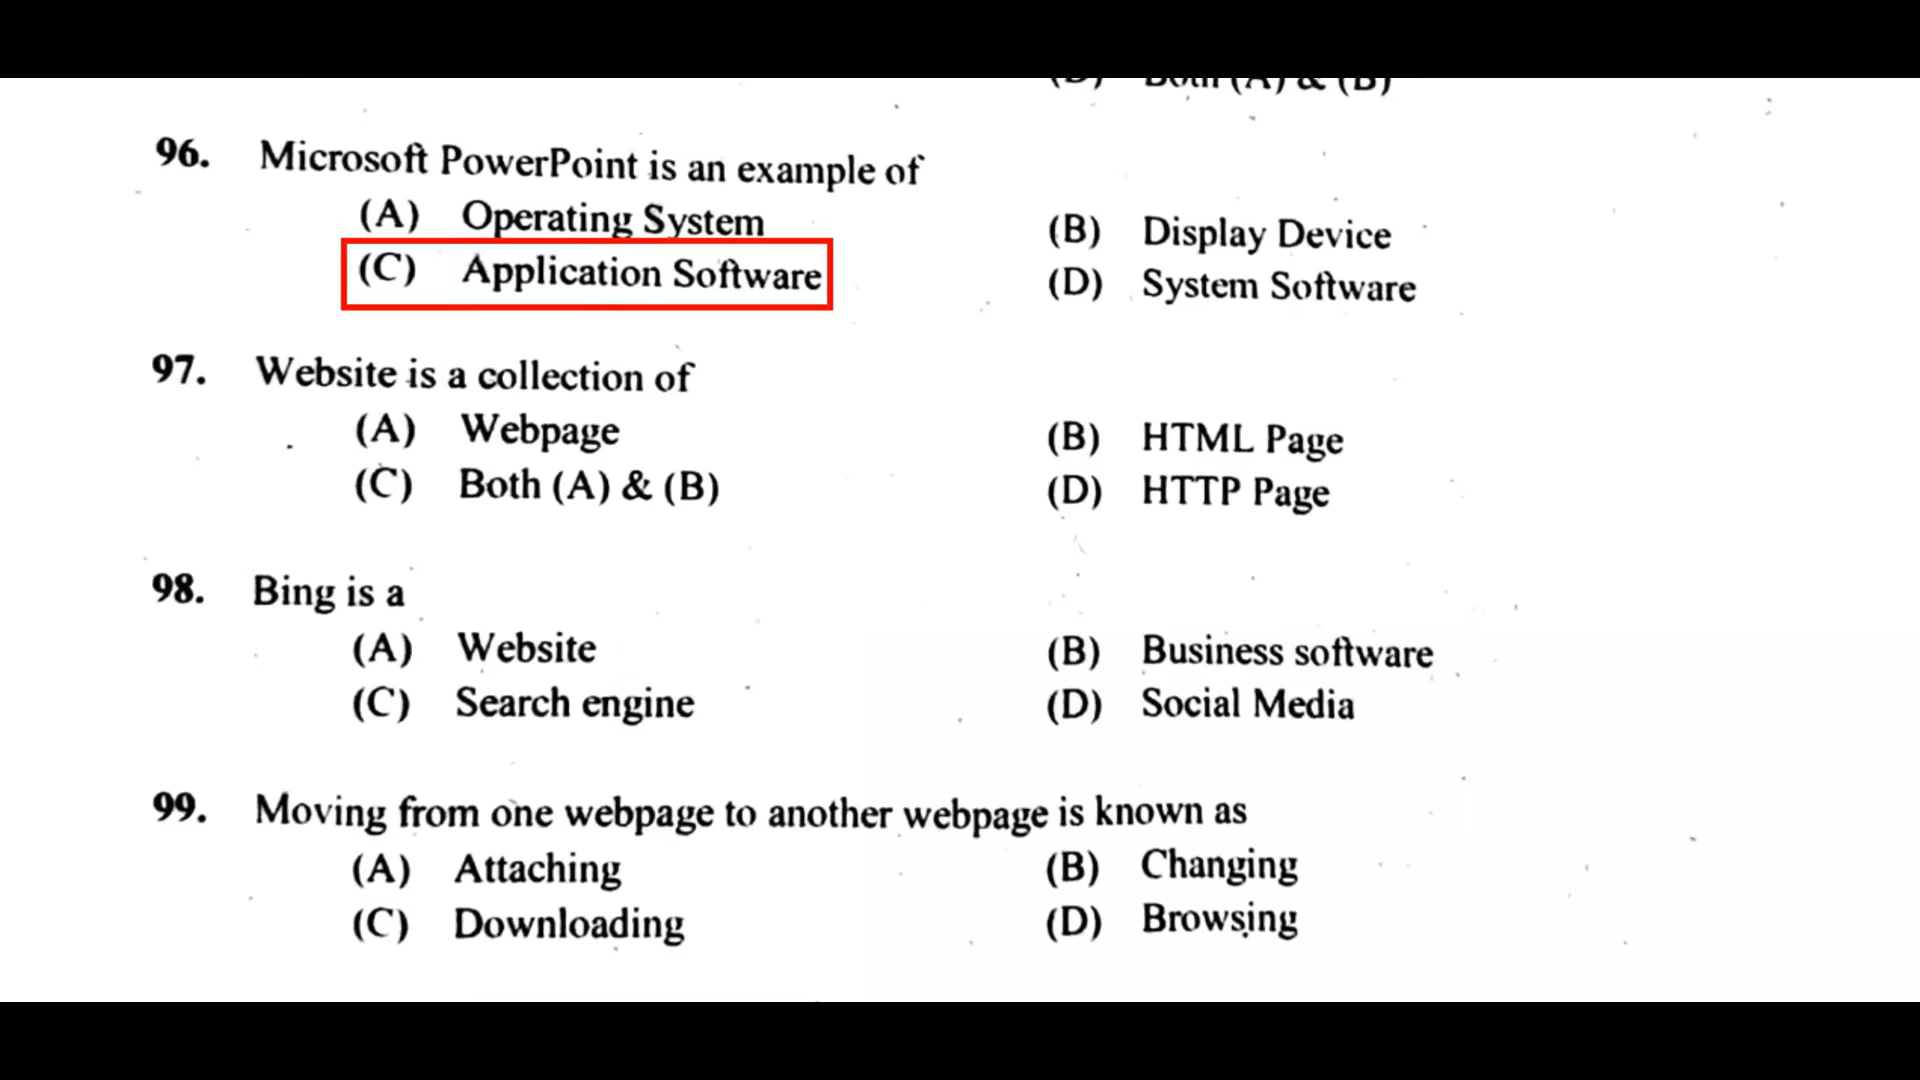 (D) Both (A) & (B)
96. Microsoft PowerPoint is an example of
(A) Operating System (B) Display Device
(C) Application Software (D) System Software
97. Website is a collection of
(A) Webpage (B) HTML Page
(C) Both (A) & (B) (D) HTTP Page
98. Bing is a
(A) Website (B) Business software
(C) Search engine (D) Social Media
99. Moving from one webpage to another webpage is known as
(A) Attaching (B) Changing
(C) Downloading (D) Browsing